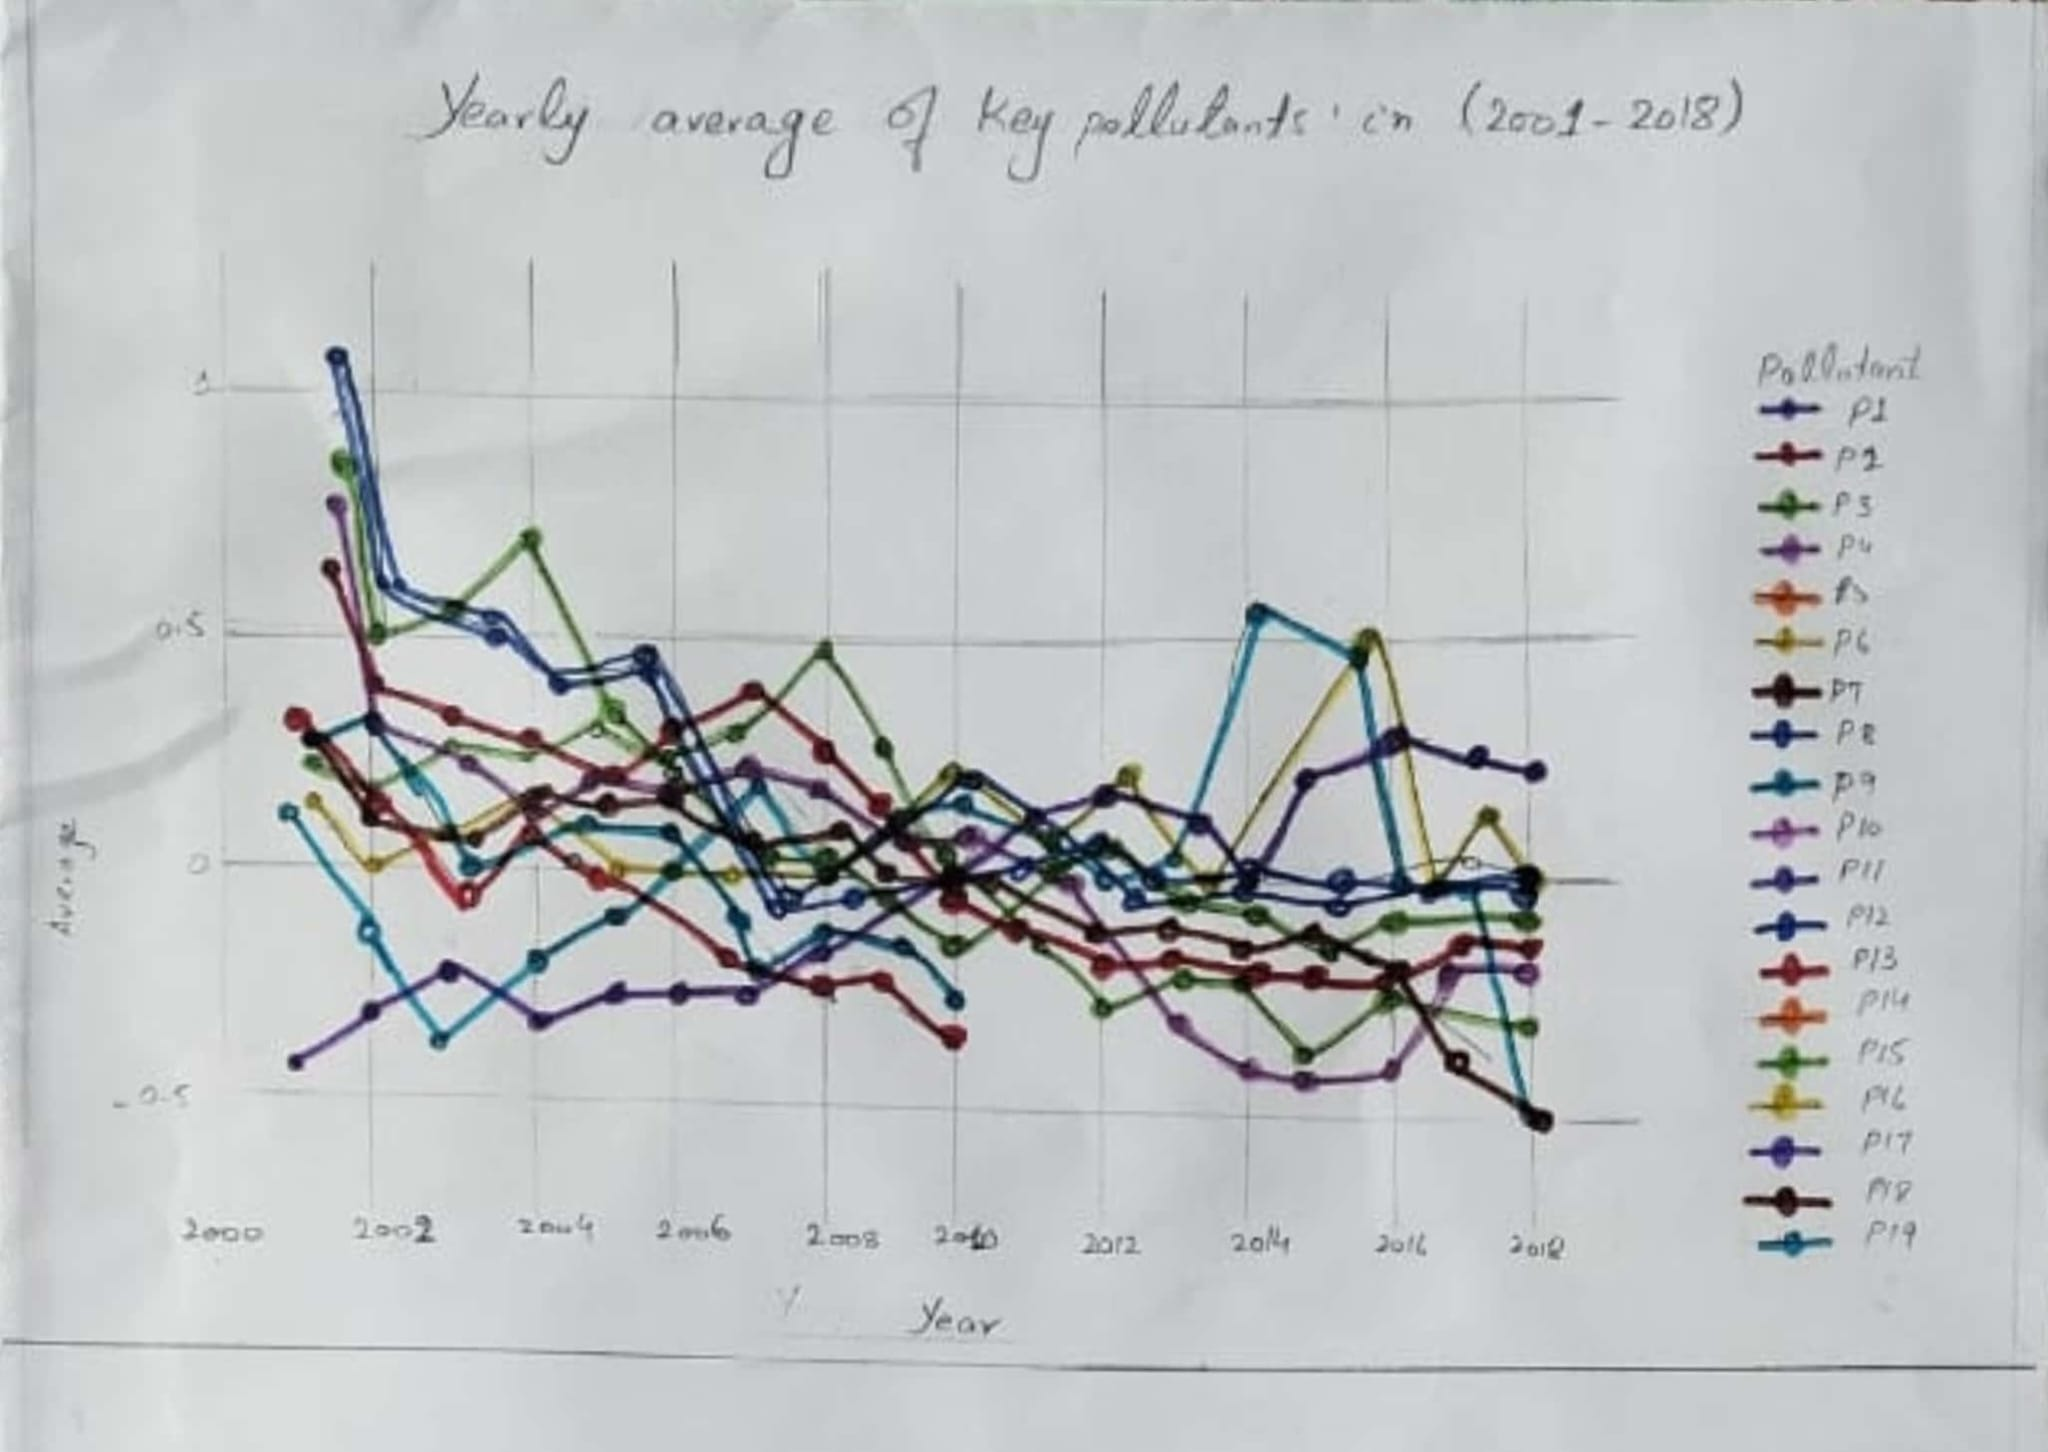 Yearly average of key pollutants in (2001-2018)
1
0.5
0
-0.5
Average
2000 2002 2004 2006 2008 2010 2012 2014 2016 2018
Year
Pollutant
P1
P2
P3
P4
P5
P6
P7
P8
P9
P10
P11
P12
P13
P14
P15
P16
P17
P18
P19